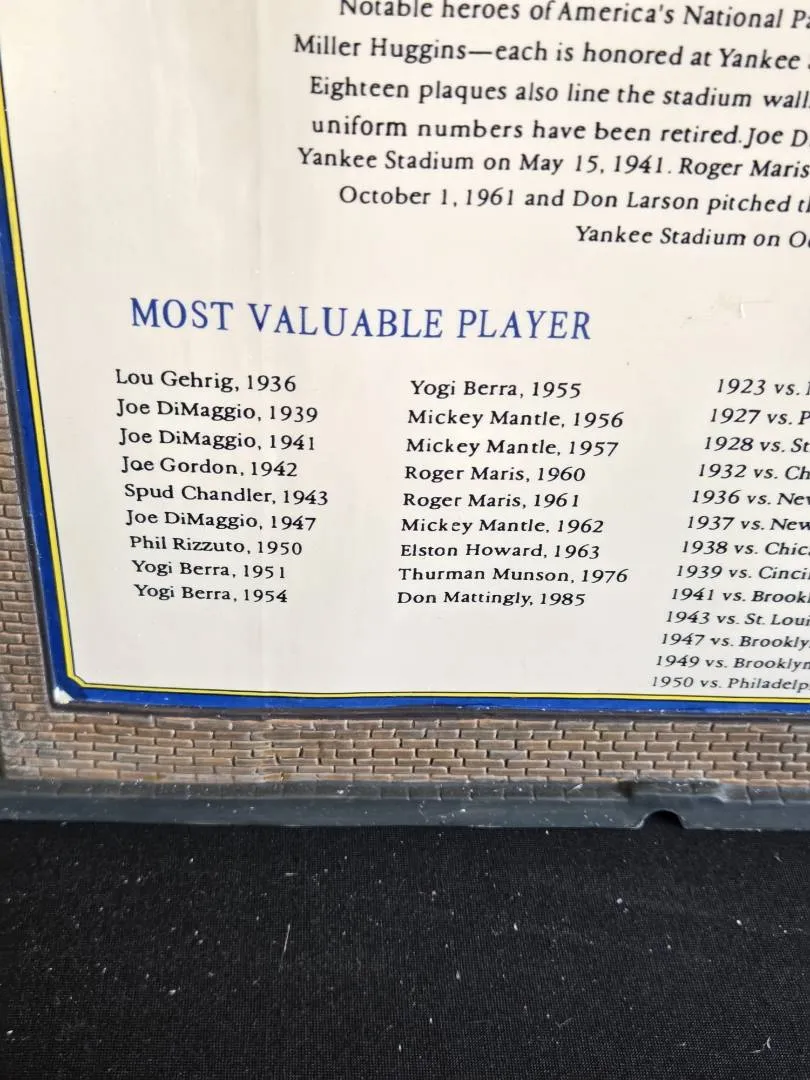 Notable heroes of America's National
Miller Huggins—each is honored at Yankee
Eighteen plaques also line the stadium
uniform numbers have been retired. Joe
Yankee Stadium on May 15, 1941. Roger Maris
October 1, 1961 and Don Larson pitched
Yankee Stadium on
MOST VALUABLE PLAYER
Lou Gehrig, 1936
Joe DiMaggio, 1939
Joe DiMaggio, 1941
Joe Gordon, 1942
Spud Chandler, 1943
Joe DiMaggio, 1947
Phil Rizzuto, 1950
Yogi Berra, 1951
Yogi Berra, 1954
Yogi Berra, 1955
Mickey Mantle, 1956
Mickey Mantle, 1957
Roger Maris, 1960
Roger Maris, 1961
Mickey Mantle, 1962
Elston Howard, 1963
Thurman Munson, 1976
Don Mattingly, 1985
1923 vs.
1927 vs.
1928 vs.
1932 vs.
1936 vs.
1937 vs.
1938 vs.
1939 vs.
1941 vs.
1943 vs. St.
1947 vs.
1949 vs.
1950 vs.